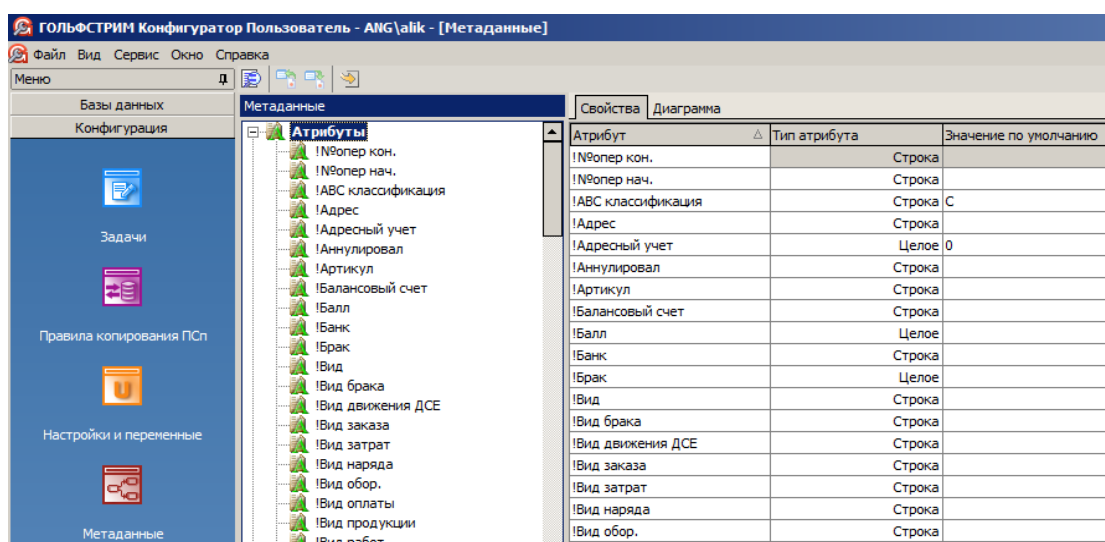 ГОЛЬФСТРИМ Конфигуратор Пользователь - ANG\alik - [Метаданные]
Файл Вид Сервис Окно Справка
Меню
Базы данных
Конфигурация
Задачи
Правила копирования ПСп
Настройки и переменные
Метаданные
Метаданные
Атрибуты
!№опер кон.
!№опер нач.
!ABC классификация
!Адрес
!Адресный учет
!Аннулировал
!Артикул
!Балансовый счет
!Балл
!Банк
!Брак
!Вид
!Вид брака
!Вид движения ДСЕ
!Вид заказа
!Вид затрат
!Вид наряда
!Вид обор.
!Вид оплаты
!Вид продукции
!Вид работ
Свойства Диаграмма
Атрибут Тип атрибута Значение по умолчанию
!№опер кон. Строка
!№опер нач. Строка
!ABC классификация Строка C
!Адрес Строка
!Адресный учет Целое 0
!Аннулировал Строка
!Артикул Строка
!Балансовый счет Строка
!Балл Целое
!Банк Строка
!Брак Целое
!Вид Строка
!Вид брака Строка
!Вид движения ДСЕ Строка
!Вид заказа Строка
!Вид затрат Строка
!Вид наряда Строка
!Вид обор. Строка